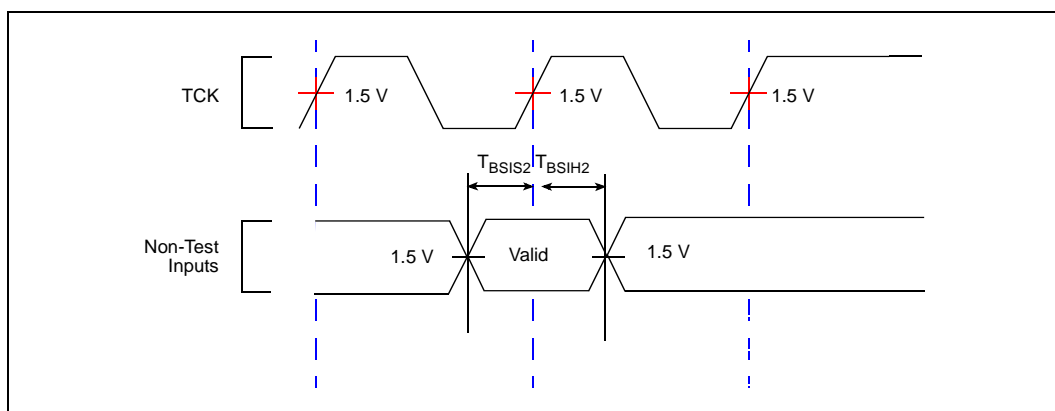 TCK
1.5 V
1.5 V
1.5 V
TBSIS2 TBSIH2
Non-Test
Inputs
1.5 V
Valid
1.5 V